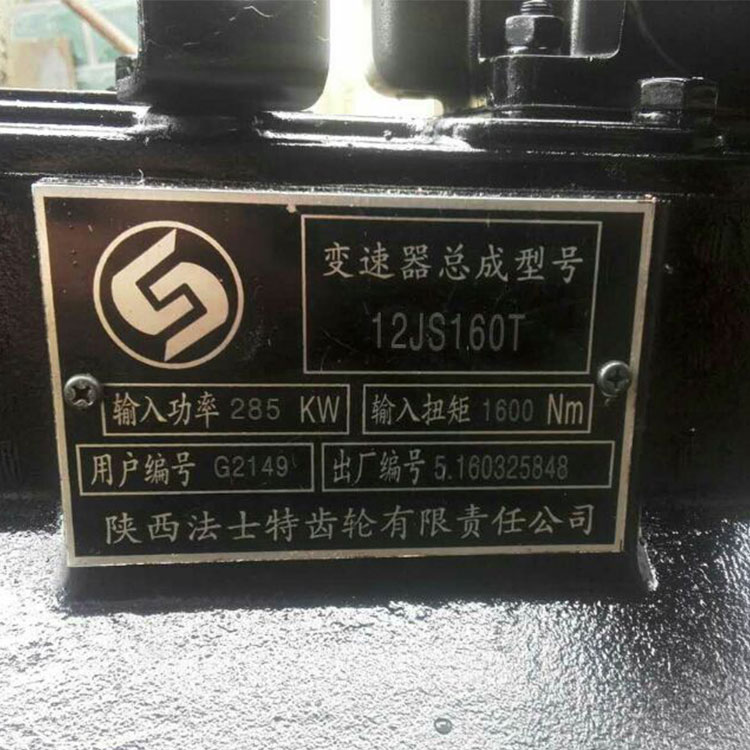 变速器总成型号
12JS160T
输入功率 285 KW 输入扭矩 1600 Nm
用户编号 G2149 出厂编号 5.160325848
陕西法士特齿轮有限责任公司